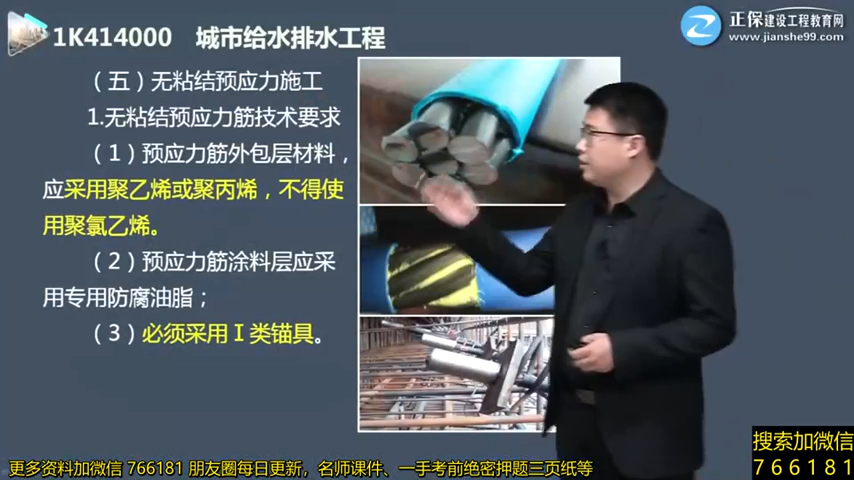 1K414000 城市给水排水工程
正保建设工程教育网
www.jianshe99.com
（五）无粘结预应力施工
1.无粘结预应力筋技术要求
（1）预应力筋外包层材料，
应采用聚乙烯或聚丙烯，不得使
用聚氯乙烯。
（2）预应力筋涂料层应采
用专用防腐油脂；
（3）必须采用Ⅰ类锚具。
搜索加微信
766181
更多资料加微信 766181 朋友圈每日更新，名师课件、一手考前绝密押题三页纸等